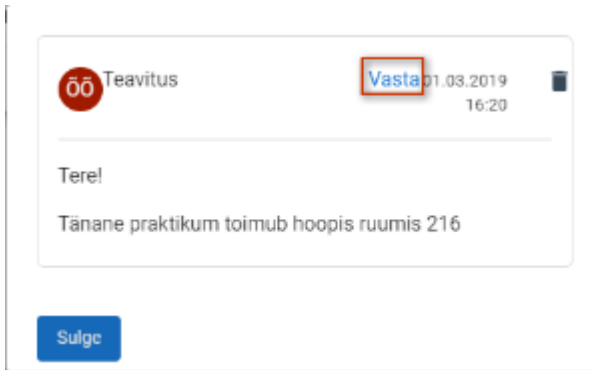 õõ Teavitus Vasta 01.03.2019
16:20
Tere!
Tänane praktikum toimub hoopis ruumis 216
Sulge